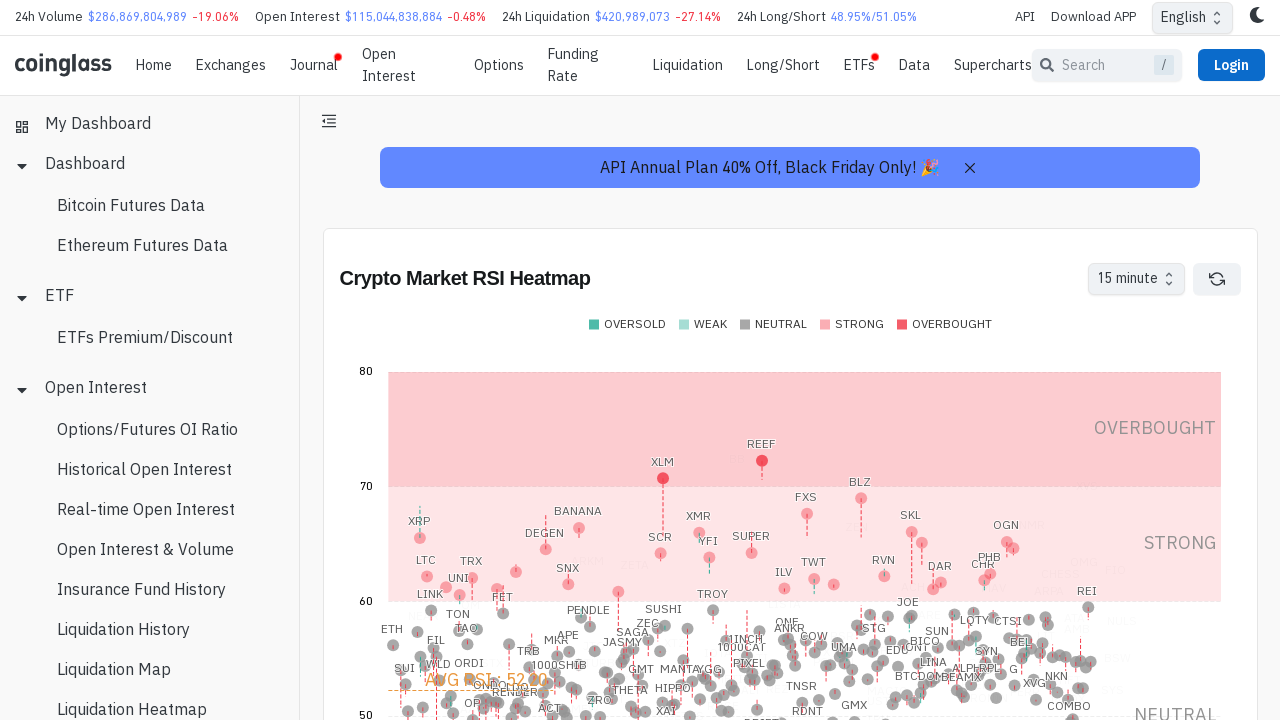 24h Volume $286,869,804,989 -19.06% Open Interest $115,044,838,884 -0.48% 24h Liquidation $420,989,073 -27.14% 24h Long/Short 48.95%/51.05% API Download APP English
coinglass Home Exchanges Journal Open Interest Options Funding Rate Liquidation Long/Short ETFs Data Supercharts Search / Login
My Dashboard
Dashboard
Bitcoin Futures Data
Ethereum Futures Data
ETF
ETFs Premium/Discount
Open Interest
Options/Futures OI Ratio
Historical Open Interest
Real-time Open Interest
Open Interest & Volume
Insurance Fund History
Liquidation History
Liquidation Map
Liquidation Heatmap
API Annual Plan 40% Off, Black Friday Only! 🎉
Crypto Market RSI Heatmap
15 minute
OVERSOLD WEAK NEUTRAL STRONG OVERBOUGHT
80
OVERBOUGHT
REEF
XLM
70
BLZ
FXS
BANANA XMR SKL
XRP OGN
DEGEN SCR YFI SUPER
STRONG
LTC TRX TWT RVN PHB
SNX ILV DAR CHR
UNI
LINK FET TROY REI
60
PENDLE SUSHI JOE
TON
ETH TAO ZEC ONE ANKR STG LOTY CTSI
FIL MKR APE SAGA JASMY 1INCH COW RICO SUN
TRB 1000CAT UMA BEL
SUI WLD ORDI 1000SHIB GMT MANTA PIXEL EDU LINA SYN
AVG RSI : 52.30
BTCDOM BEAMX ALPH RPL G NKN
RENDER THETA HIPPO TNSR XVG
OP ACT ZRO XAI RDNT GMX COMBO
50
NEUTRAL